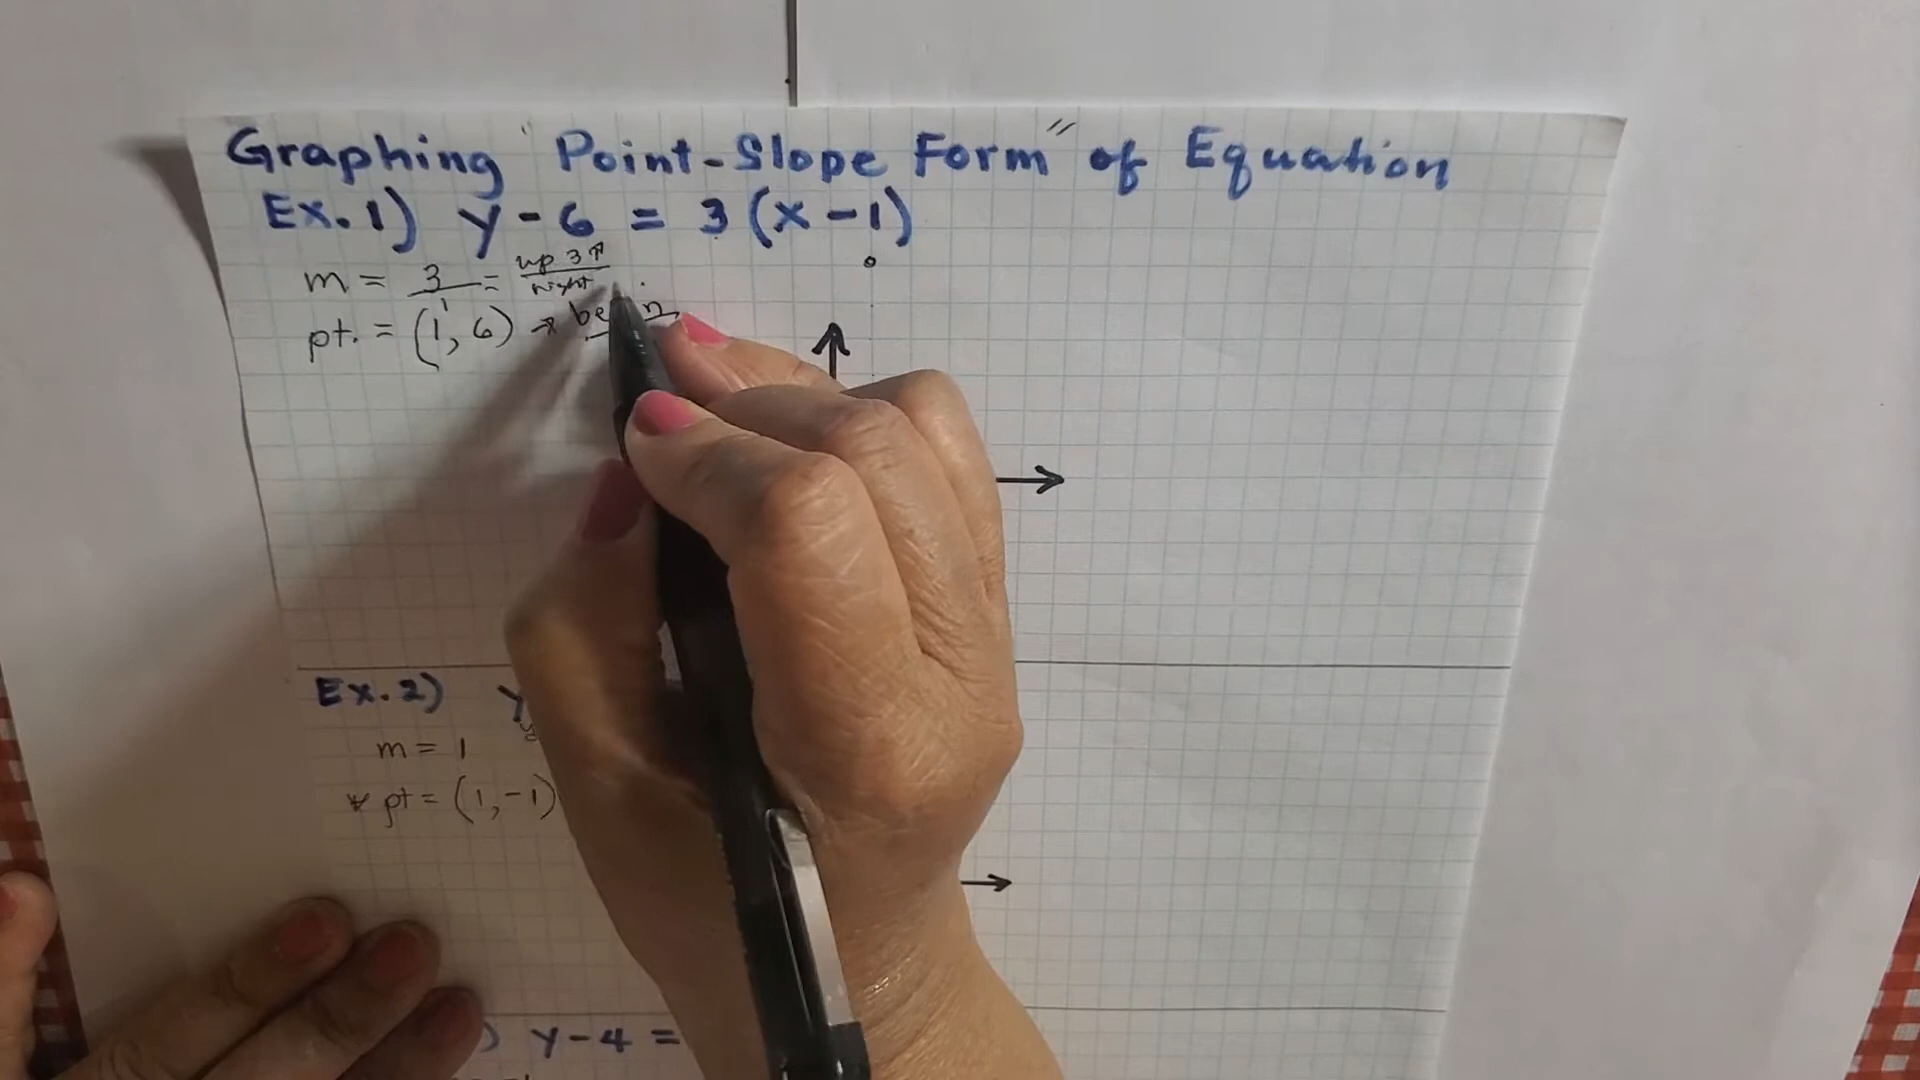 Graphing "Point-Slope Form" of Equation
Ex. 1) y - 6 = 3 (x - 1)
m = 3/1 = up 3 ↑/right
pt. = (1, 6) →
Ex. 2) y
m = 1
pt = (1, -1)
) y - 4 =